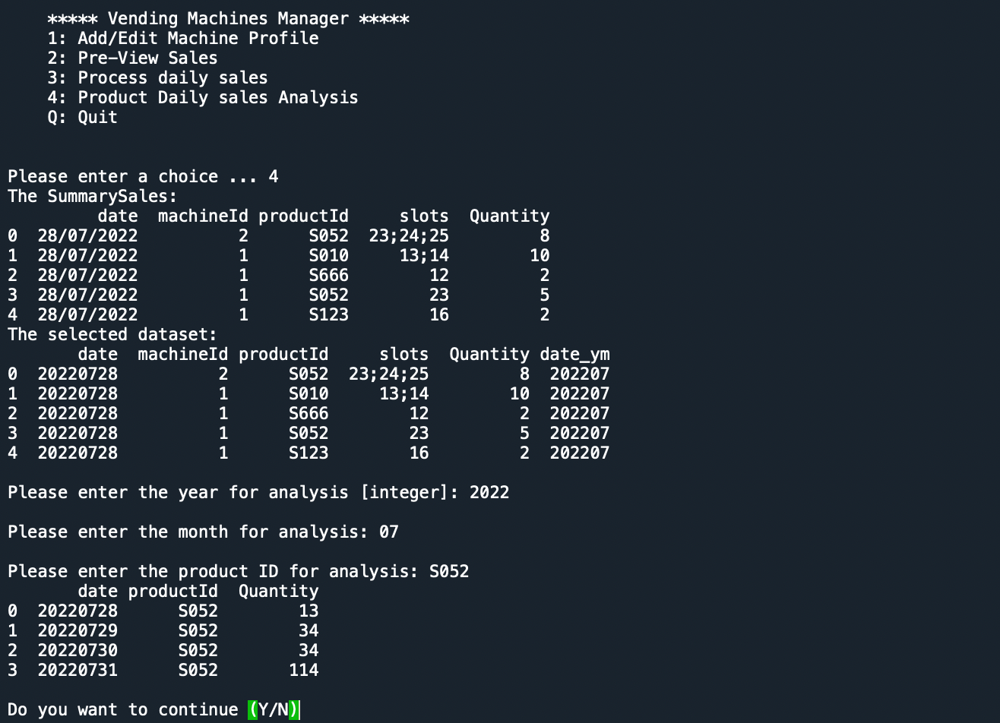 ***** Vending Machines Manager *****
1: Add/Edit Machine Profile
2: Pre-View Sales
3: Process daily sales
4: Product Daily sales Analysis
Q: Quit
Please enter a choice ... 4
The SummarySales:
date machineId productId slots Quantity
0 28/07/2022 2 S052 23;24;25 8
1 28/07/2022 1 S010 13;14 10
2 28/07/2022 1 S666 12 2
3 28/07/2022 1 S052 23 5
4 28/07/2022 1 S123 16 2
The selected dataset:
date machineId productId slots Quantity date_ym
0 20220728 2 S052 23;24;25 8 202207
1 20220728 1 S010 13;14 10 202207
2 20220728 1 S666 12 2 202207
3 20220728 1 S052 23 5 202207
4 20220728 1 S123 16 2 202207
Please enter the year for analysis [integer]: 2022
Please enter the month for analysis: 07
Please enter the product ID for analysis: S052
date productId Quantity
0 20220728 S052 13
1 20220729 S052 34
2 20220730 S052 34
3 20220731 S052 114
Do you want to continue (Y/N)